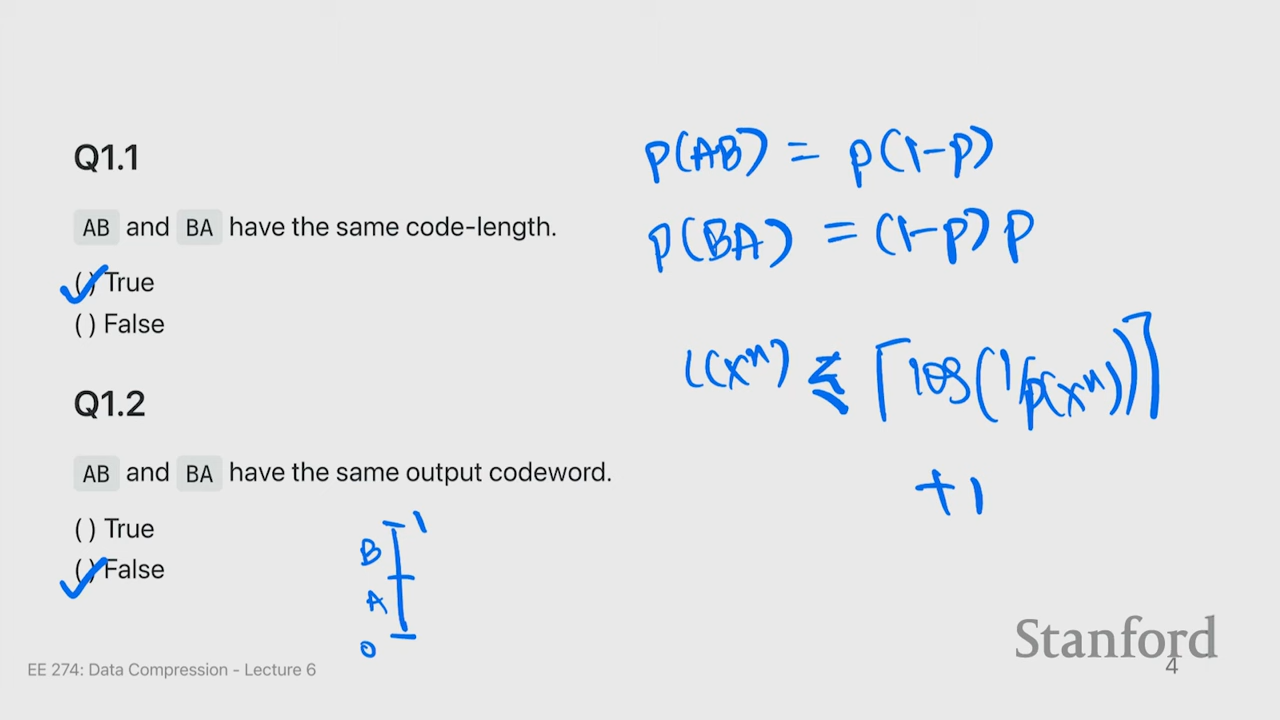 Q1.1
AB and BA have the same code-length.
( ) True
( ) False
Q1.2
AB and BA have the same output codeword.
( ) True
( ) False
P(AB) = p(1-p)
P(BA) = (1-p) p
L(xⁿ) ≤ ⌈log(1/p(xⁿ))⌉
+1
1
B
A
0
EE 274: Data Compression - Lecture 6
Stanford
4